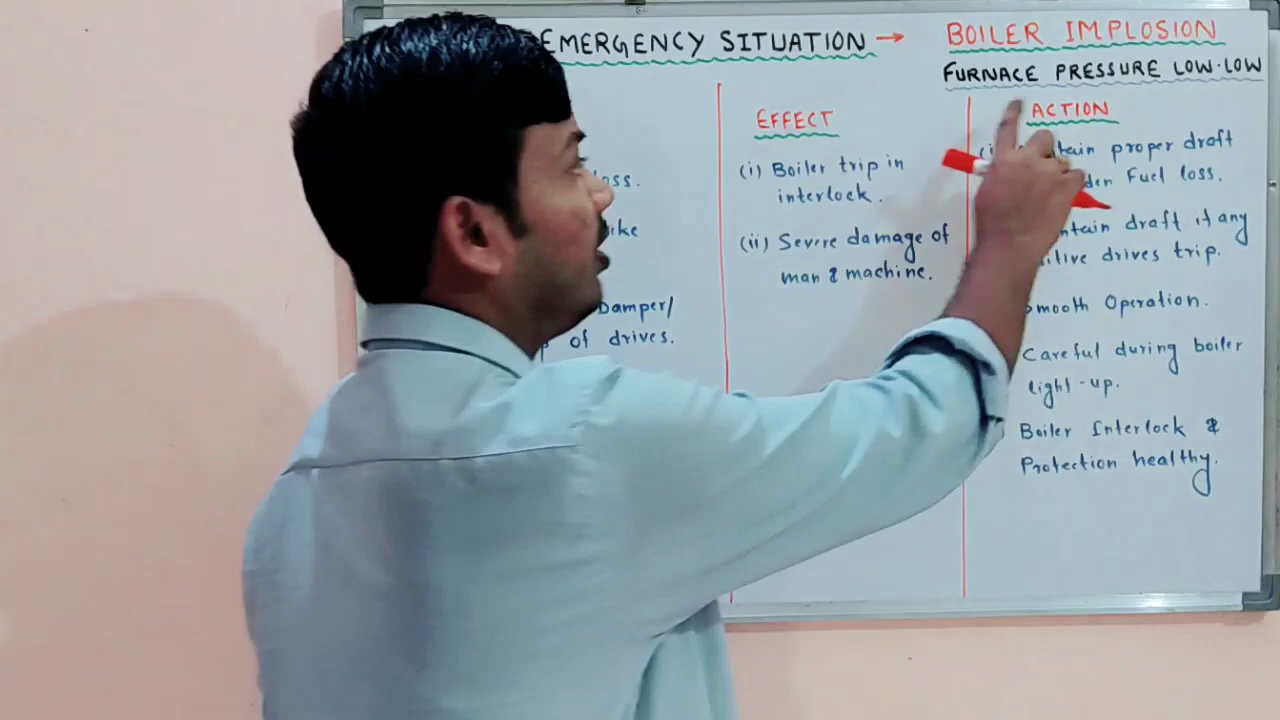 EMERGENCY SITUATION → BOILER IMPLOSION
FURNACE PRESSURE LOW-LOW
loss.
like
Damper/
of drives.
EFFECT
(i) Boiler trip in
interlock.
(ii) Severe damage of
man & machine.
ACTION
proper draft
Fuel loss.
draft if any
drives trip.
Smooth Operation.
Careful during boiler
light-up.
Boiler Interlock &
Protection healthy.